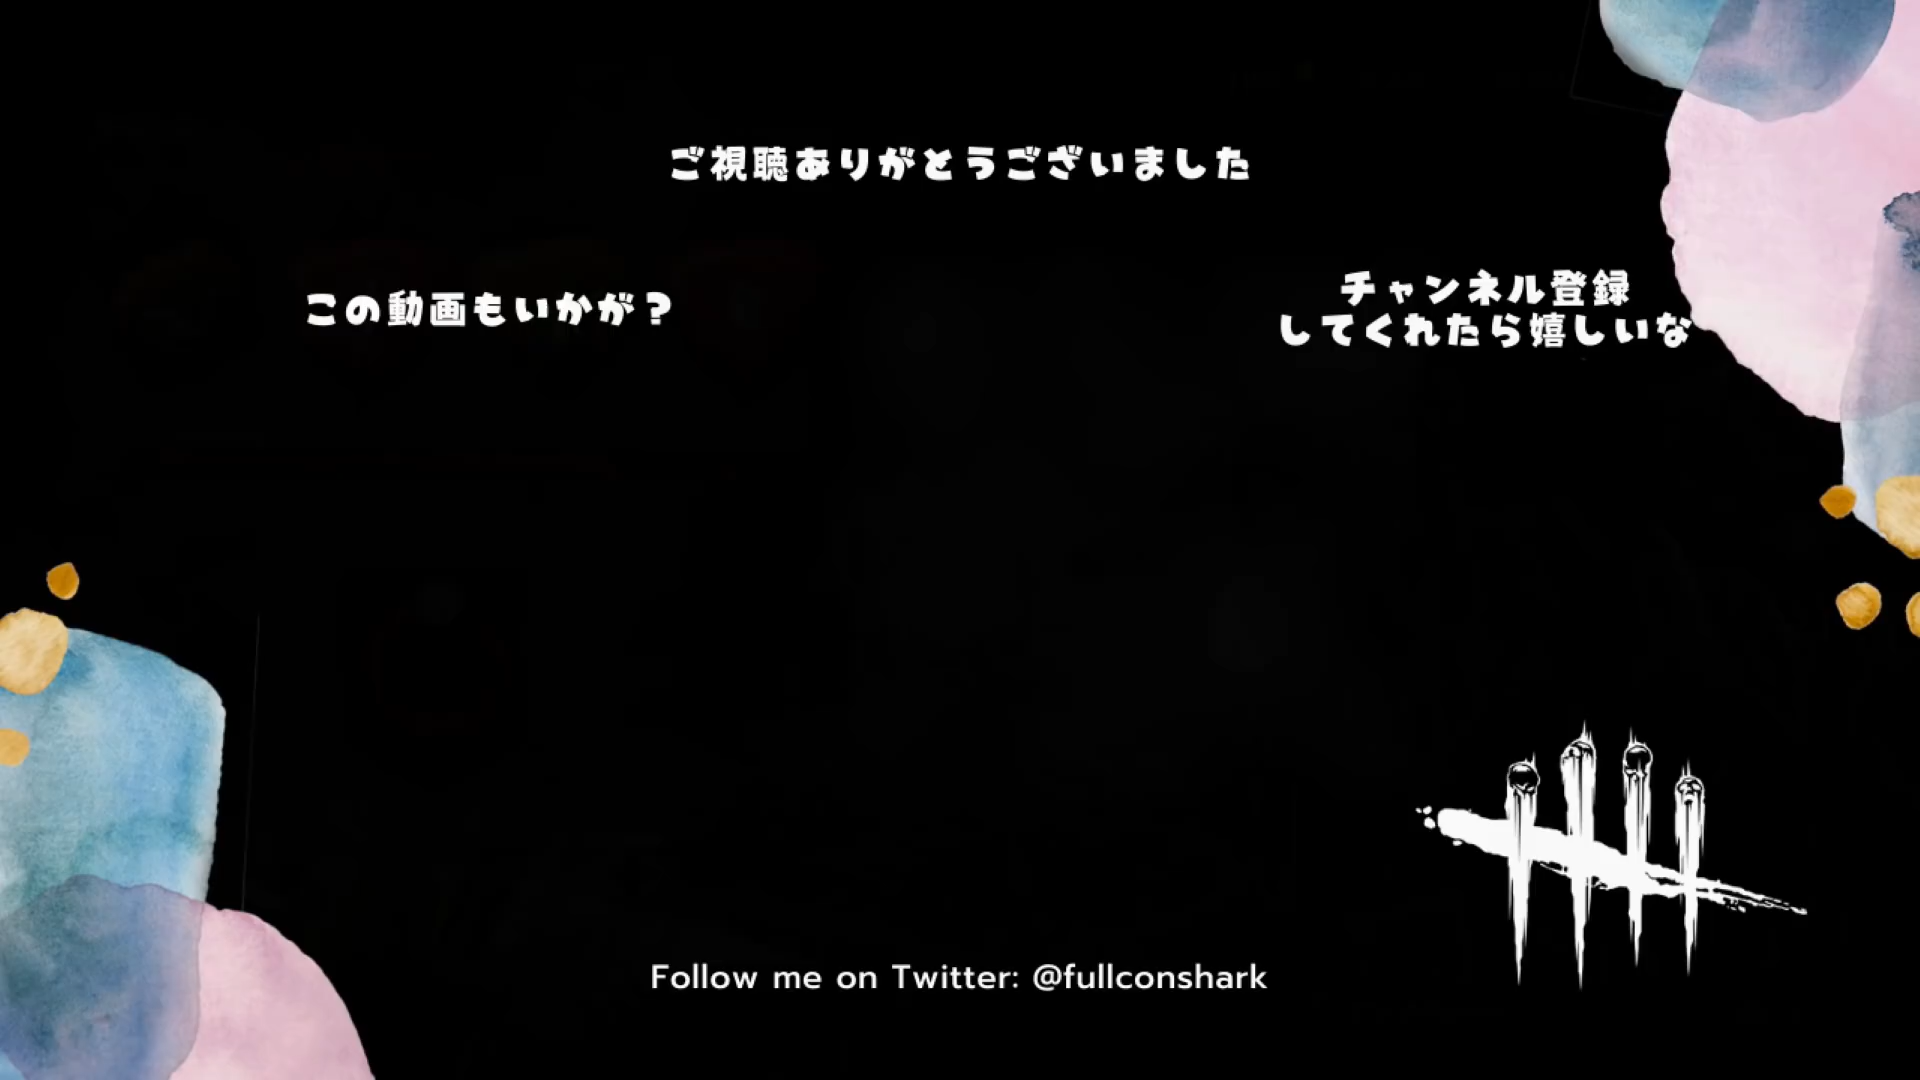 ご視聴ありがとうございました
この動画もいかが？
チャンネル登録
してくれたら嬉しいな
Follow me on Twitter: @fullconshark